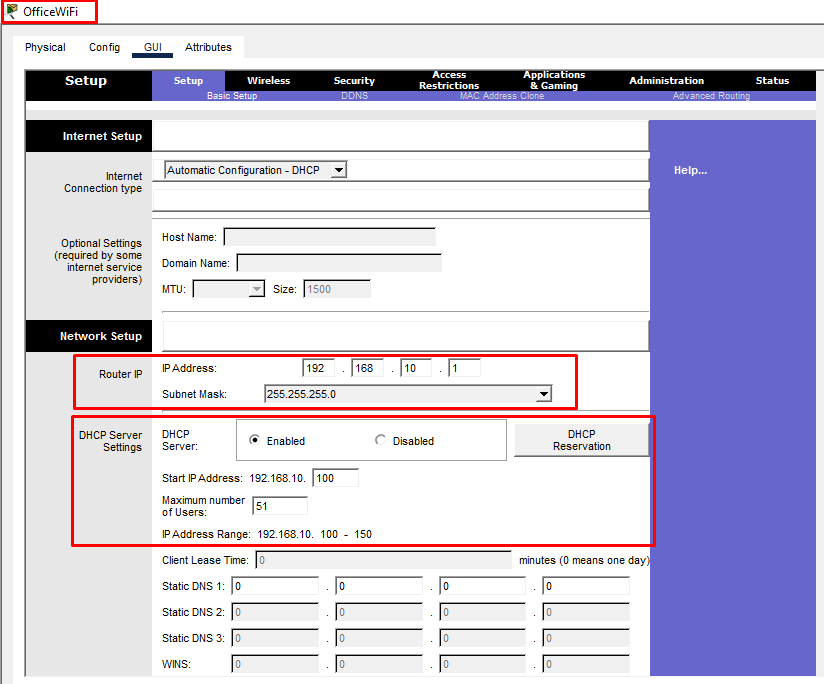 OfficeWiFi
Physical Config GUI Attributes
Setup
Setup Wireless Security Access Restrictions Applications & Gaming Administration Status
Basic Setup DDNS MAC Address Clone Advanced Routing
Internet Setup
Internet Connection type
Automatic Configuration - DHCP
Help...
Optional Settings
(required by some
internet service
providers)
Host Name:
Domain Name:
MTU: Size: 1500
Network Setup
Router IP
IP Address: 192 . 168 . 10 . 1
Subnet Mask: 255.255.255.0
DHCP Server
Settings
DHCP
Server: Enabled Disabled
DHCP
Reservation
Start IP Address: 192.168.10. 100
Maximum number
of Users: 51
IP Address Range: 192.168.10. 100 - 150
Client Lease Time: 0 minutes (0 means one day)
Static DNS 1: 0 . 0 . 0 . 0
Static DNS 2: 0 . 0 . 0 . 0
Static DNS 3: 0 . 0 . 0 . 0
WINS: 0 . 0 . 0 . 0